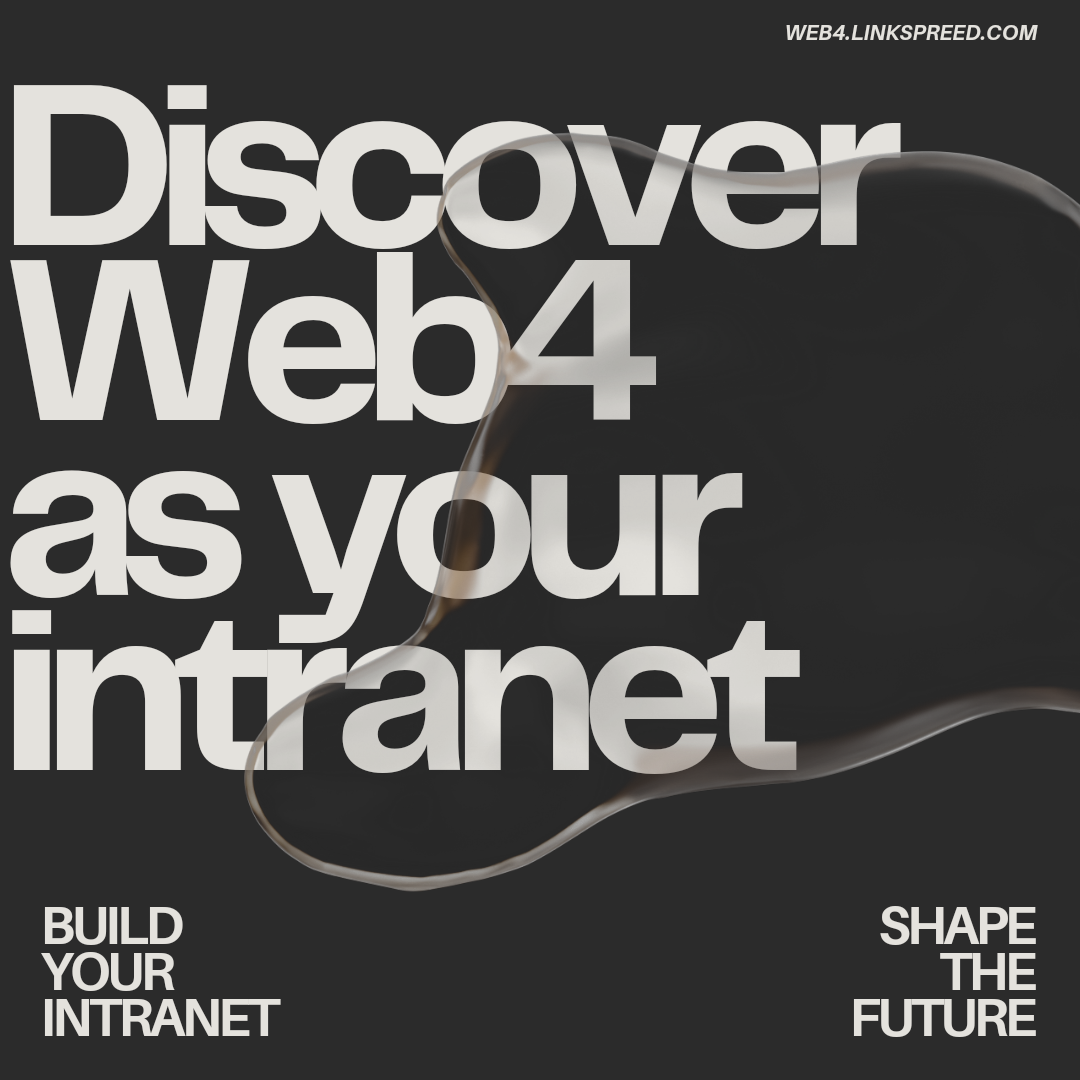 WEB4.LINKSPREED.COM
Discover
Web4
as your
intranet
BUILD
YOUR
INTRANET
SHAPE
THE
FUTURE